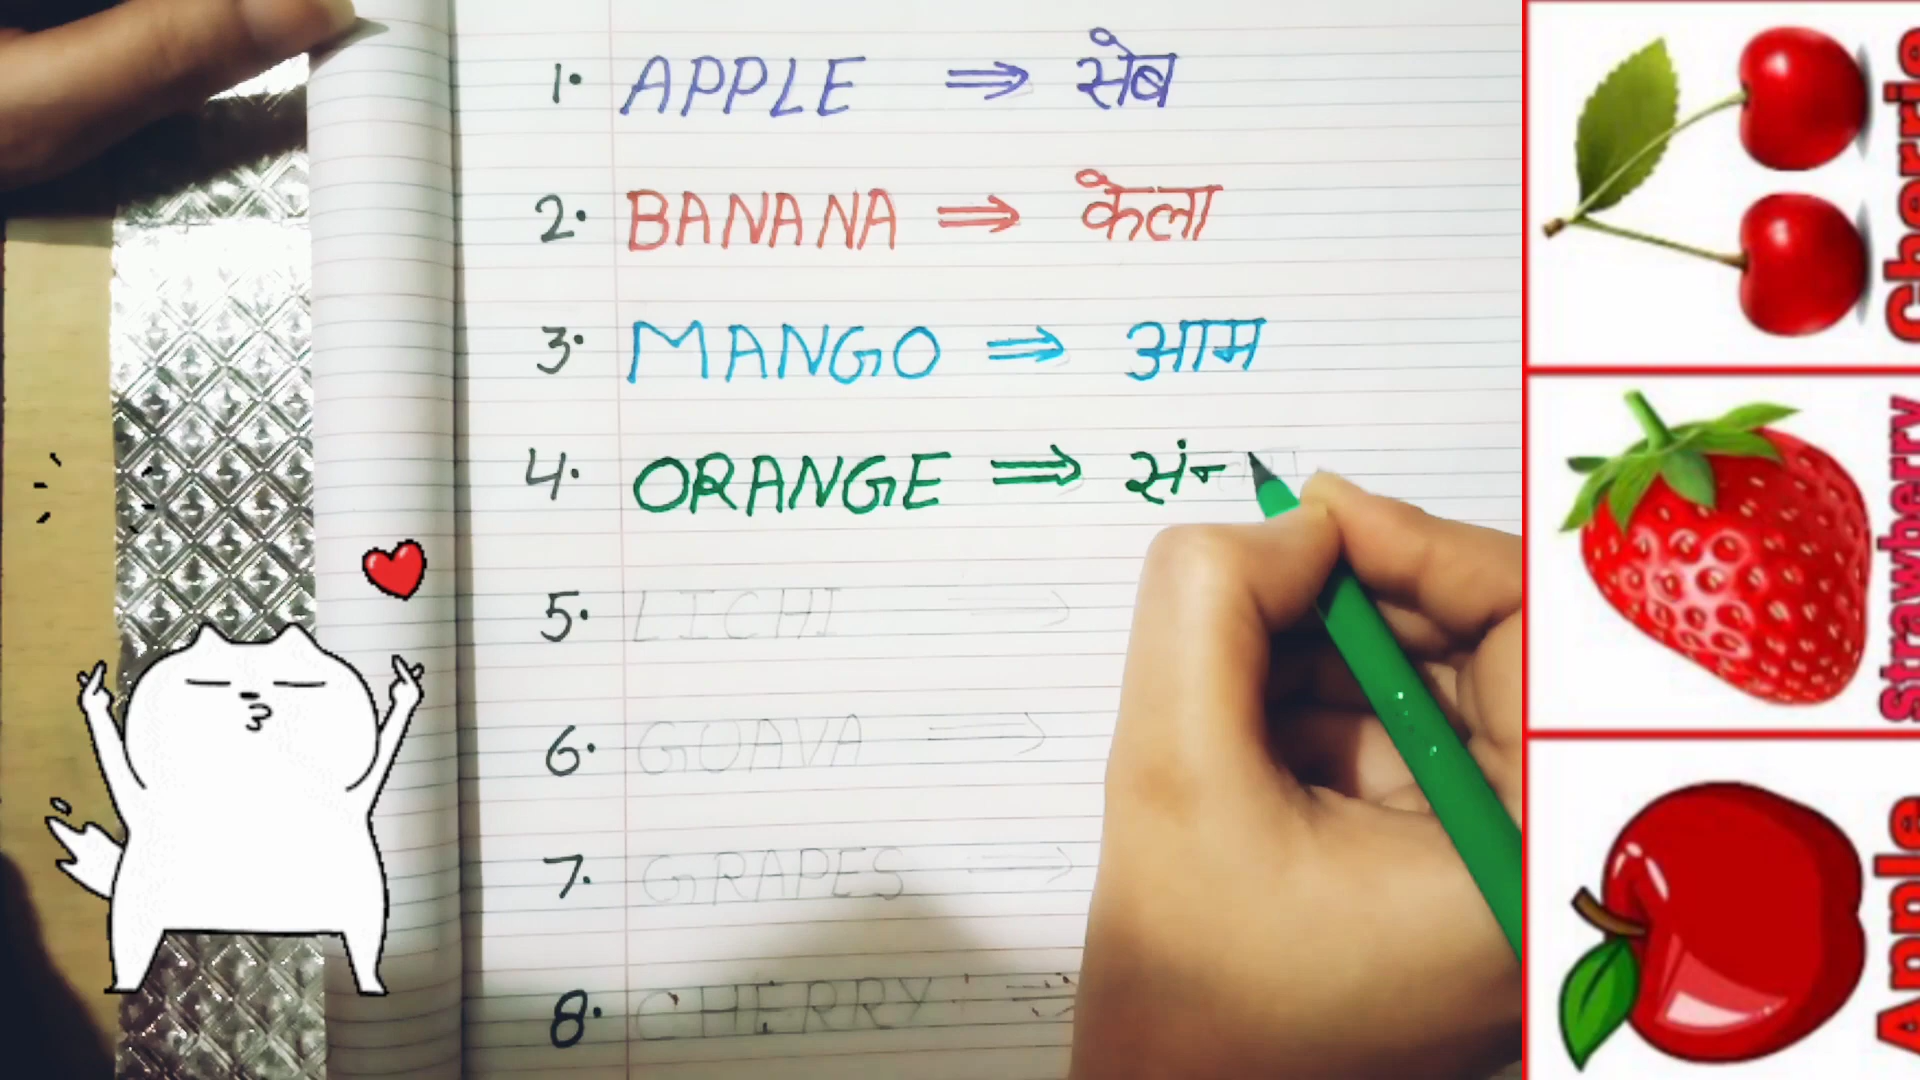 1. APPLE ⇒ सेब
2. BANANA ⇒ केला
3. MANGO ⇒ आम
4. ORANGE ⇒ संत
5. LICHI ⇒
6. GUAVA ⇒
7. GRAPES ⇒
8. CHERRY ⇒
Cherrie
Strawberry
Apple